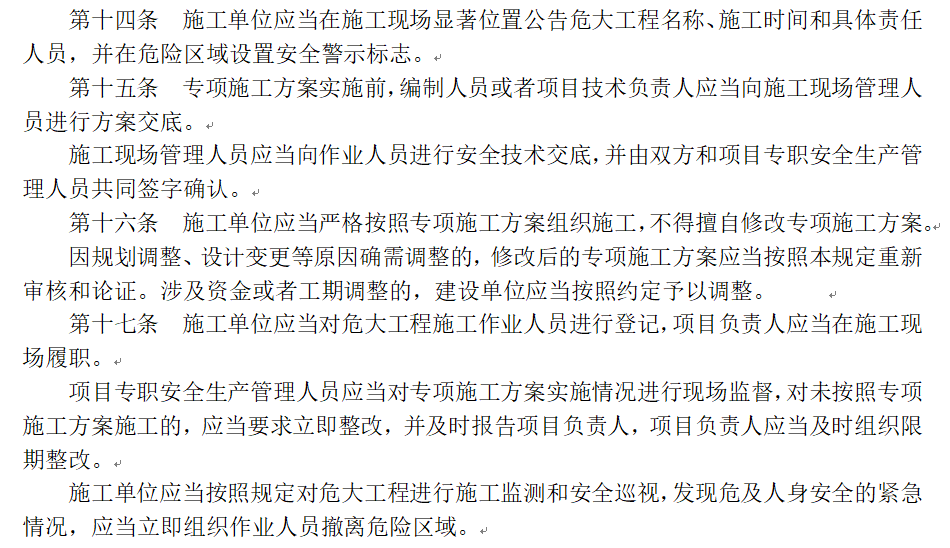 第十四条　施工单位应当在施工现场显著位置公告危大工程名称、施工时间和具体责任
人员，并在危险区域设置安全警示标志。
第十五条　专项施工方案实施前，编制人员或者项目技术负责人应当向施工现场管理人
员进行方案交底。
施工现场管理人员应当向作业人员进行安全技术交底，并由双方和项目专职安全生产管
理人员共同签字确认。
第十六条　施工单位应当严格按照专项施工方案组织施工，不得擅自修改专项施工方案。
因规划调整、设计变更等原因确需调整的，修改后的专项施工方案应当按照本规定重新
审核和论证。涉及资金或者工期调整的，建设单位应当按照约定予以调整。
第十七条　施工单位应当对危大工程施工作业人员进行登记，项目负责人应当在施工现
场履职。
项目专职安全生产管理人员应当对专项施工方案实施情况进行现场监督，对未按照专项
施工方案施工的，应当要求立即整改，并及时报告项目负责人，项目负责人应当及时组织限
期整改。
施工单位应当按照规定对危大工程进行施工监测和安全巡视，发现危及人身安全的紧急
情况，应当立即组织作业人员撤离危险区域。